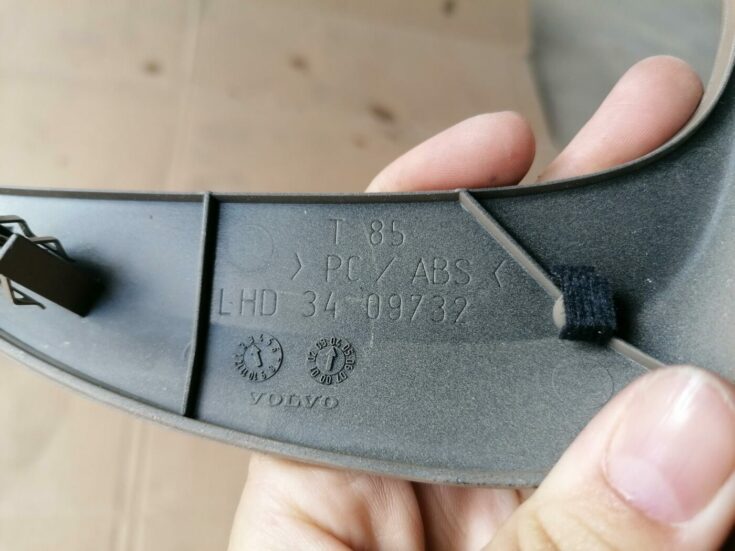 T 85
> PC / ABS <
LHD 34 09732
VOLVO